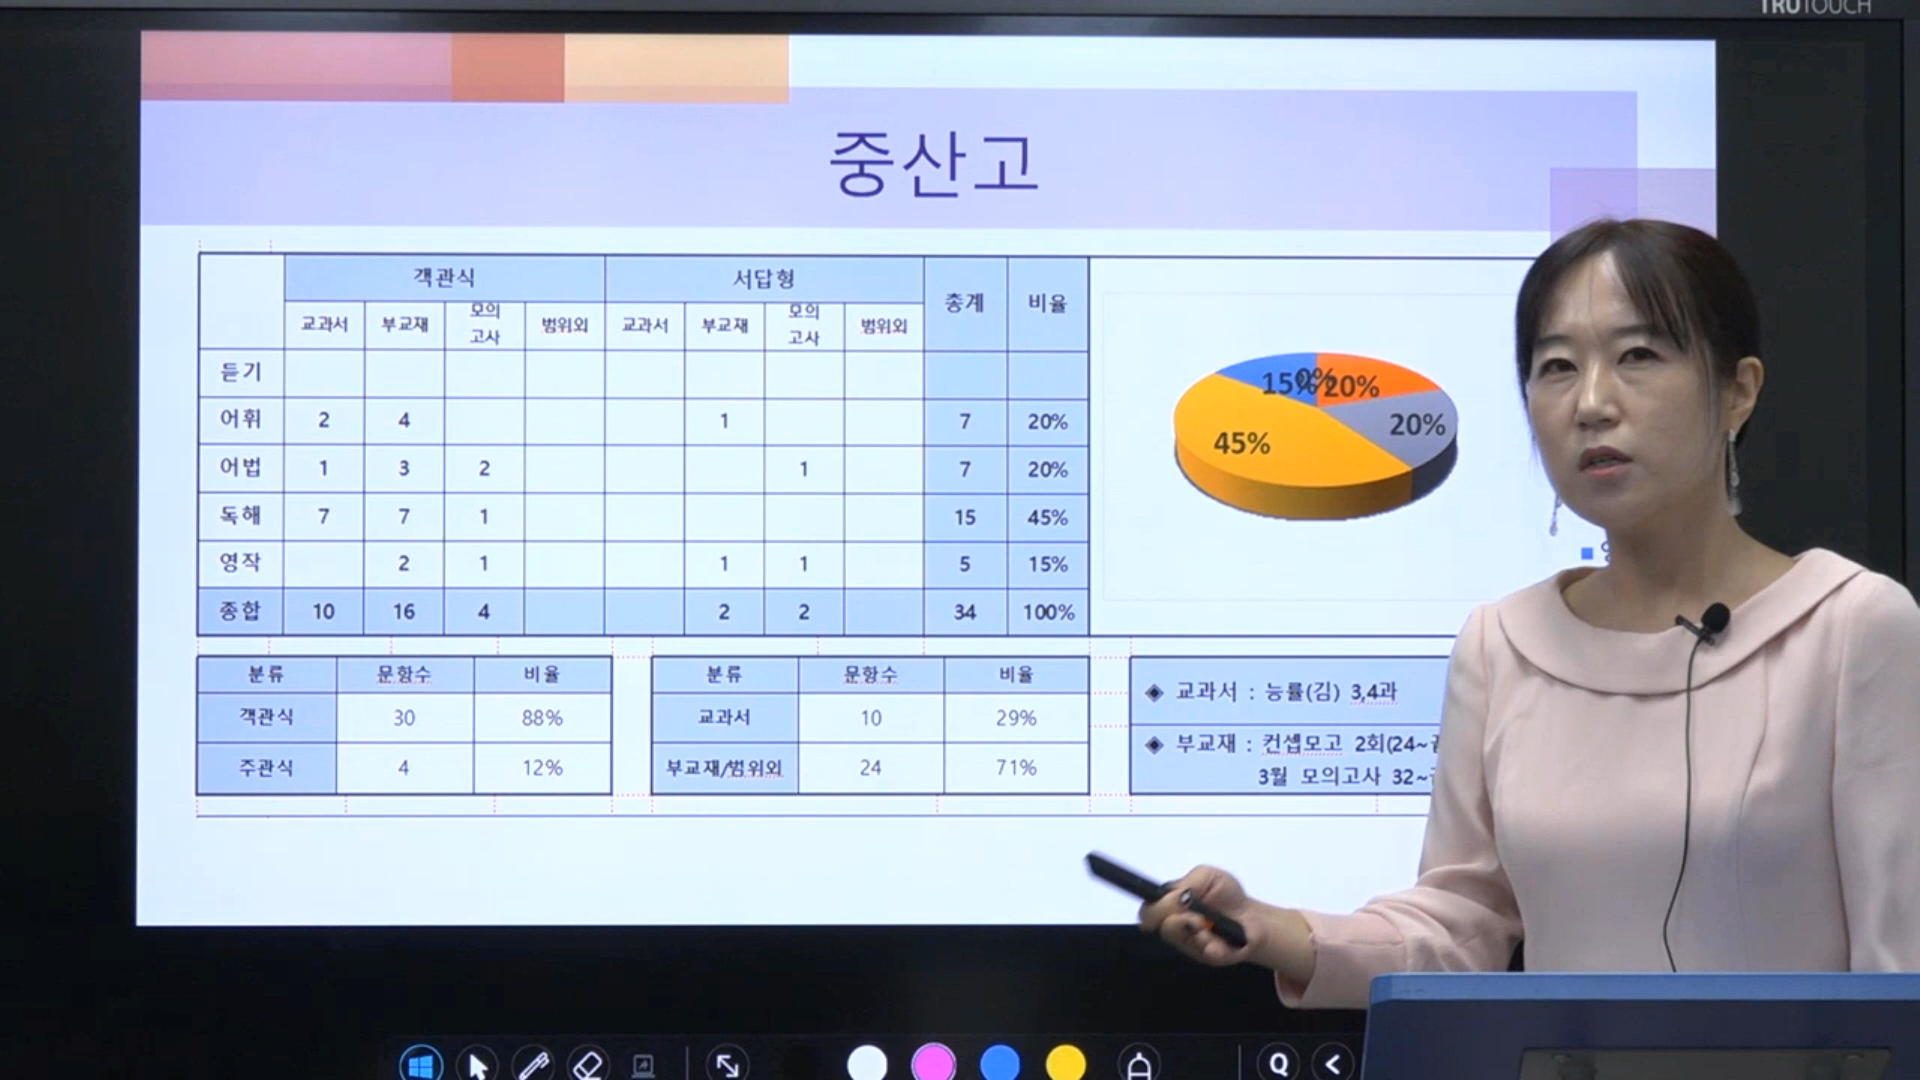 TRUTOUCH
중산고
객관식 서답형 총계 비율
교과서 부교재 모의고사 범위외 교과서 부교재 모의고사 범위외
듣기
어휘 2 4 1 7 20%
어법 1 3 2 1 7 20%
독해 7 7 1 15 45%
영작 2 1 1 1 5 15%
종합 10 16 4 2 2 34 100%
15% 0% 20%
20%
45%
분류 문항수 비율
객관식 30 88%
주관식 4 12%
분류 문항수 비율
교과서 10 29%
부교재/범위외 24 71%
◈ 교과서 : 능률(김) 3,4과
◈ 부교재 : 컨셉모고 2회(24~
3월 모의고사 32~
Q